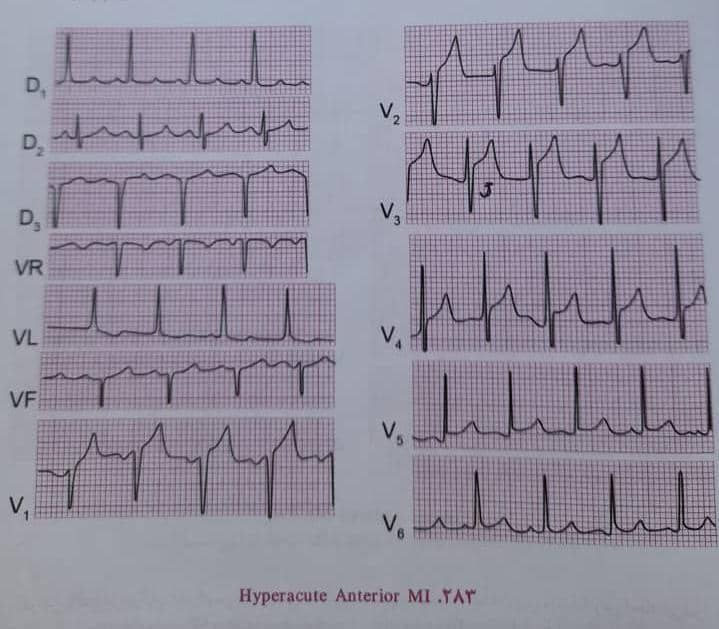 D₁
D₂
D₃
VR
VL
VF
V₁
V₂
V₃
V₄
V₅
V₆
Hyperacute Anterior MI .۲۸۳